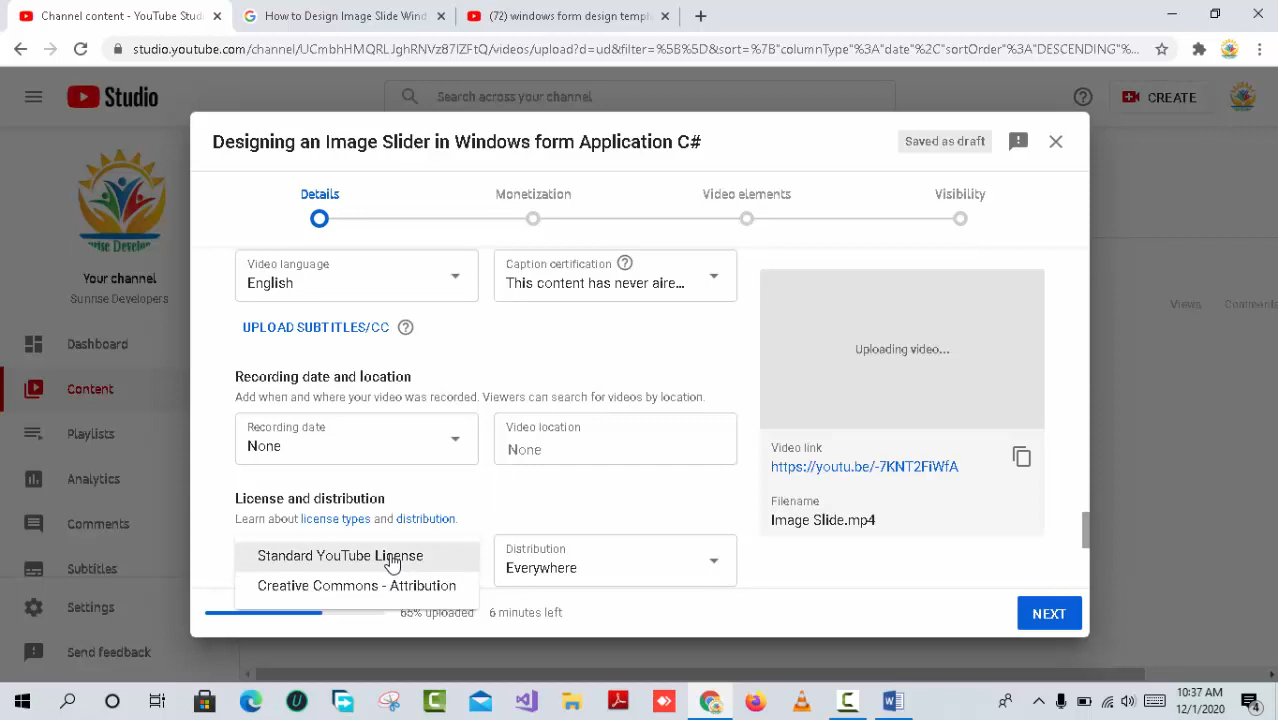 Channel content - YouTube Studi
How to Design Image Slide Wind
(72) windows form design templ
studio.youtube.com/channel/UCmbhHMQRLJghRNVz87IZFtQ/videos/upload?d=ud&filter=%5B%5D&sort=%7B"columnType"%3A"date"%2C"sortOrder"%3A"DESCENDING"%...
Studio
Search across your channel
CREATE
Designing an Image Slider in Windows form Application C#
Saved as draft
Details
Monetization
Video elements
Visibility
Sunrise Develop
Your channel
Sunrise Developers
Dashboard
Content
Playlists
Analytics
Comments
Subtitles
Settings
Send feedback
Video language
English
Caption certification
This content has never aire...
UPLOAD SUBTITLES/CC
Recording date and location
Add when and where your video was recorded. Viewers can search for videos by location.
Recording date
None
Video location
None
License and distribution
Learn about license types and distribution.
Standard YouTube License
Creative Commons - Attribution
Distribution
Everywhere
Uploading video...
Video link
https://youtu.be/-7KNT2FiWfA
Filename
Image Slide.mp4
Views
Comments
65% uploaded
6 minutes left
NEXT
10:37 AM
12/1/2020
4